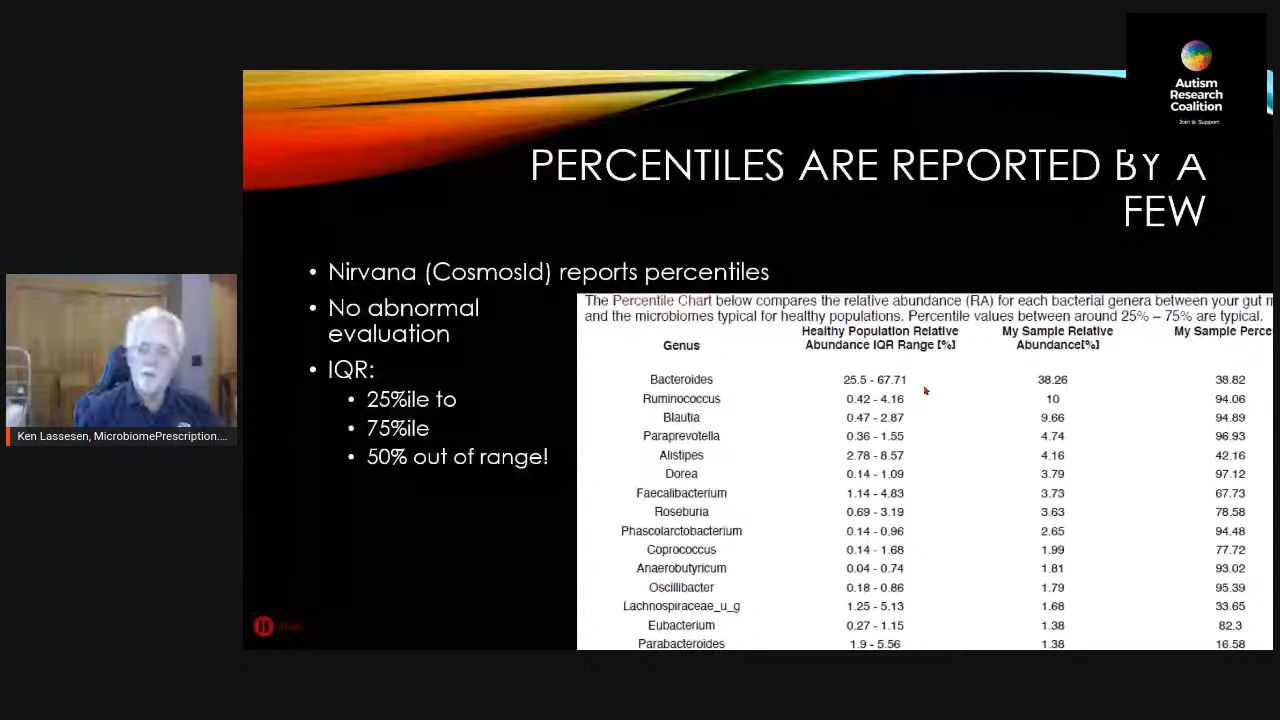 Autism
Research
Coalition
Join Support
PERCENTILES ARE REPORTED BY A
FEW
• Nirvana (CosmosId) reports percentiles
• No abnormal
evaluation
• IQR:
• 25%ile to
• 75%ile
• 50% out of range!
The Percentile Chart below compares the relative abundance (RA) for each bacterial genera between your gut
and the microbiomes typical for healthy populations. Percentile values between around 25% – 75% are typical.
Genus Healthy Population Relative Abundance IQR Range [%] My Sample Relative Abundance[%] My Sample Perce
Bacteroides 25.5 - 67.71 38.26 38.82
Ruminococcus 0.42 - 4.16 10 94.06
Blautia 0.47 - 2.87 9.66 94.89
Paraprevotella 0.36 - 1.55 4.74 96.93
Alistipes 2.78 - 8.57 4.16 42.16
Dorea 0.14 - 1.09 3.79 97.12
Faecalibacterium 1.14 - 4.83 3.73 67.73
Roseburia 0.69 - 3.19 3.63 78.58
Phascolarctobacterium 0.14 - 0.96 2.65 94.48
Coprococcus 0.14 - 1.68 1.99 77.72
Anaerobutyricum 0.04 - 0.74 1.81 93.02
Oscillibacter 0.18 - 0.86 1.79 95.39
Lachnospiraceae_u_g 1.25 - 5.13 1.68 33.65
Eubacterium 0.27 - 1.15 1.38 82.3
Parabacteroides 1.9 - 5.56 1.38 16.58
Ken Lassesen, MicrobiomePrescription....